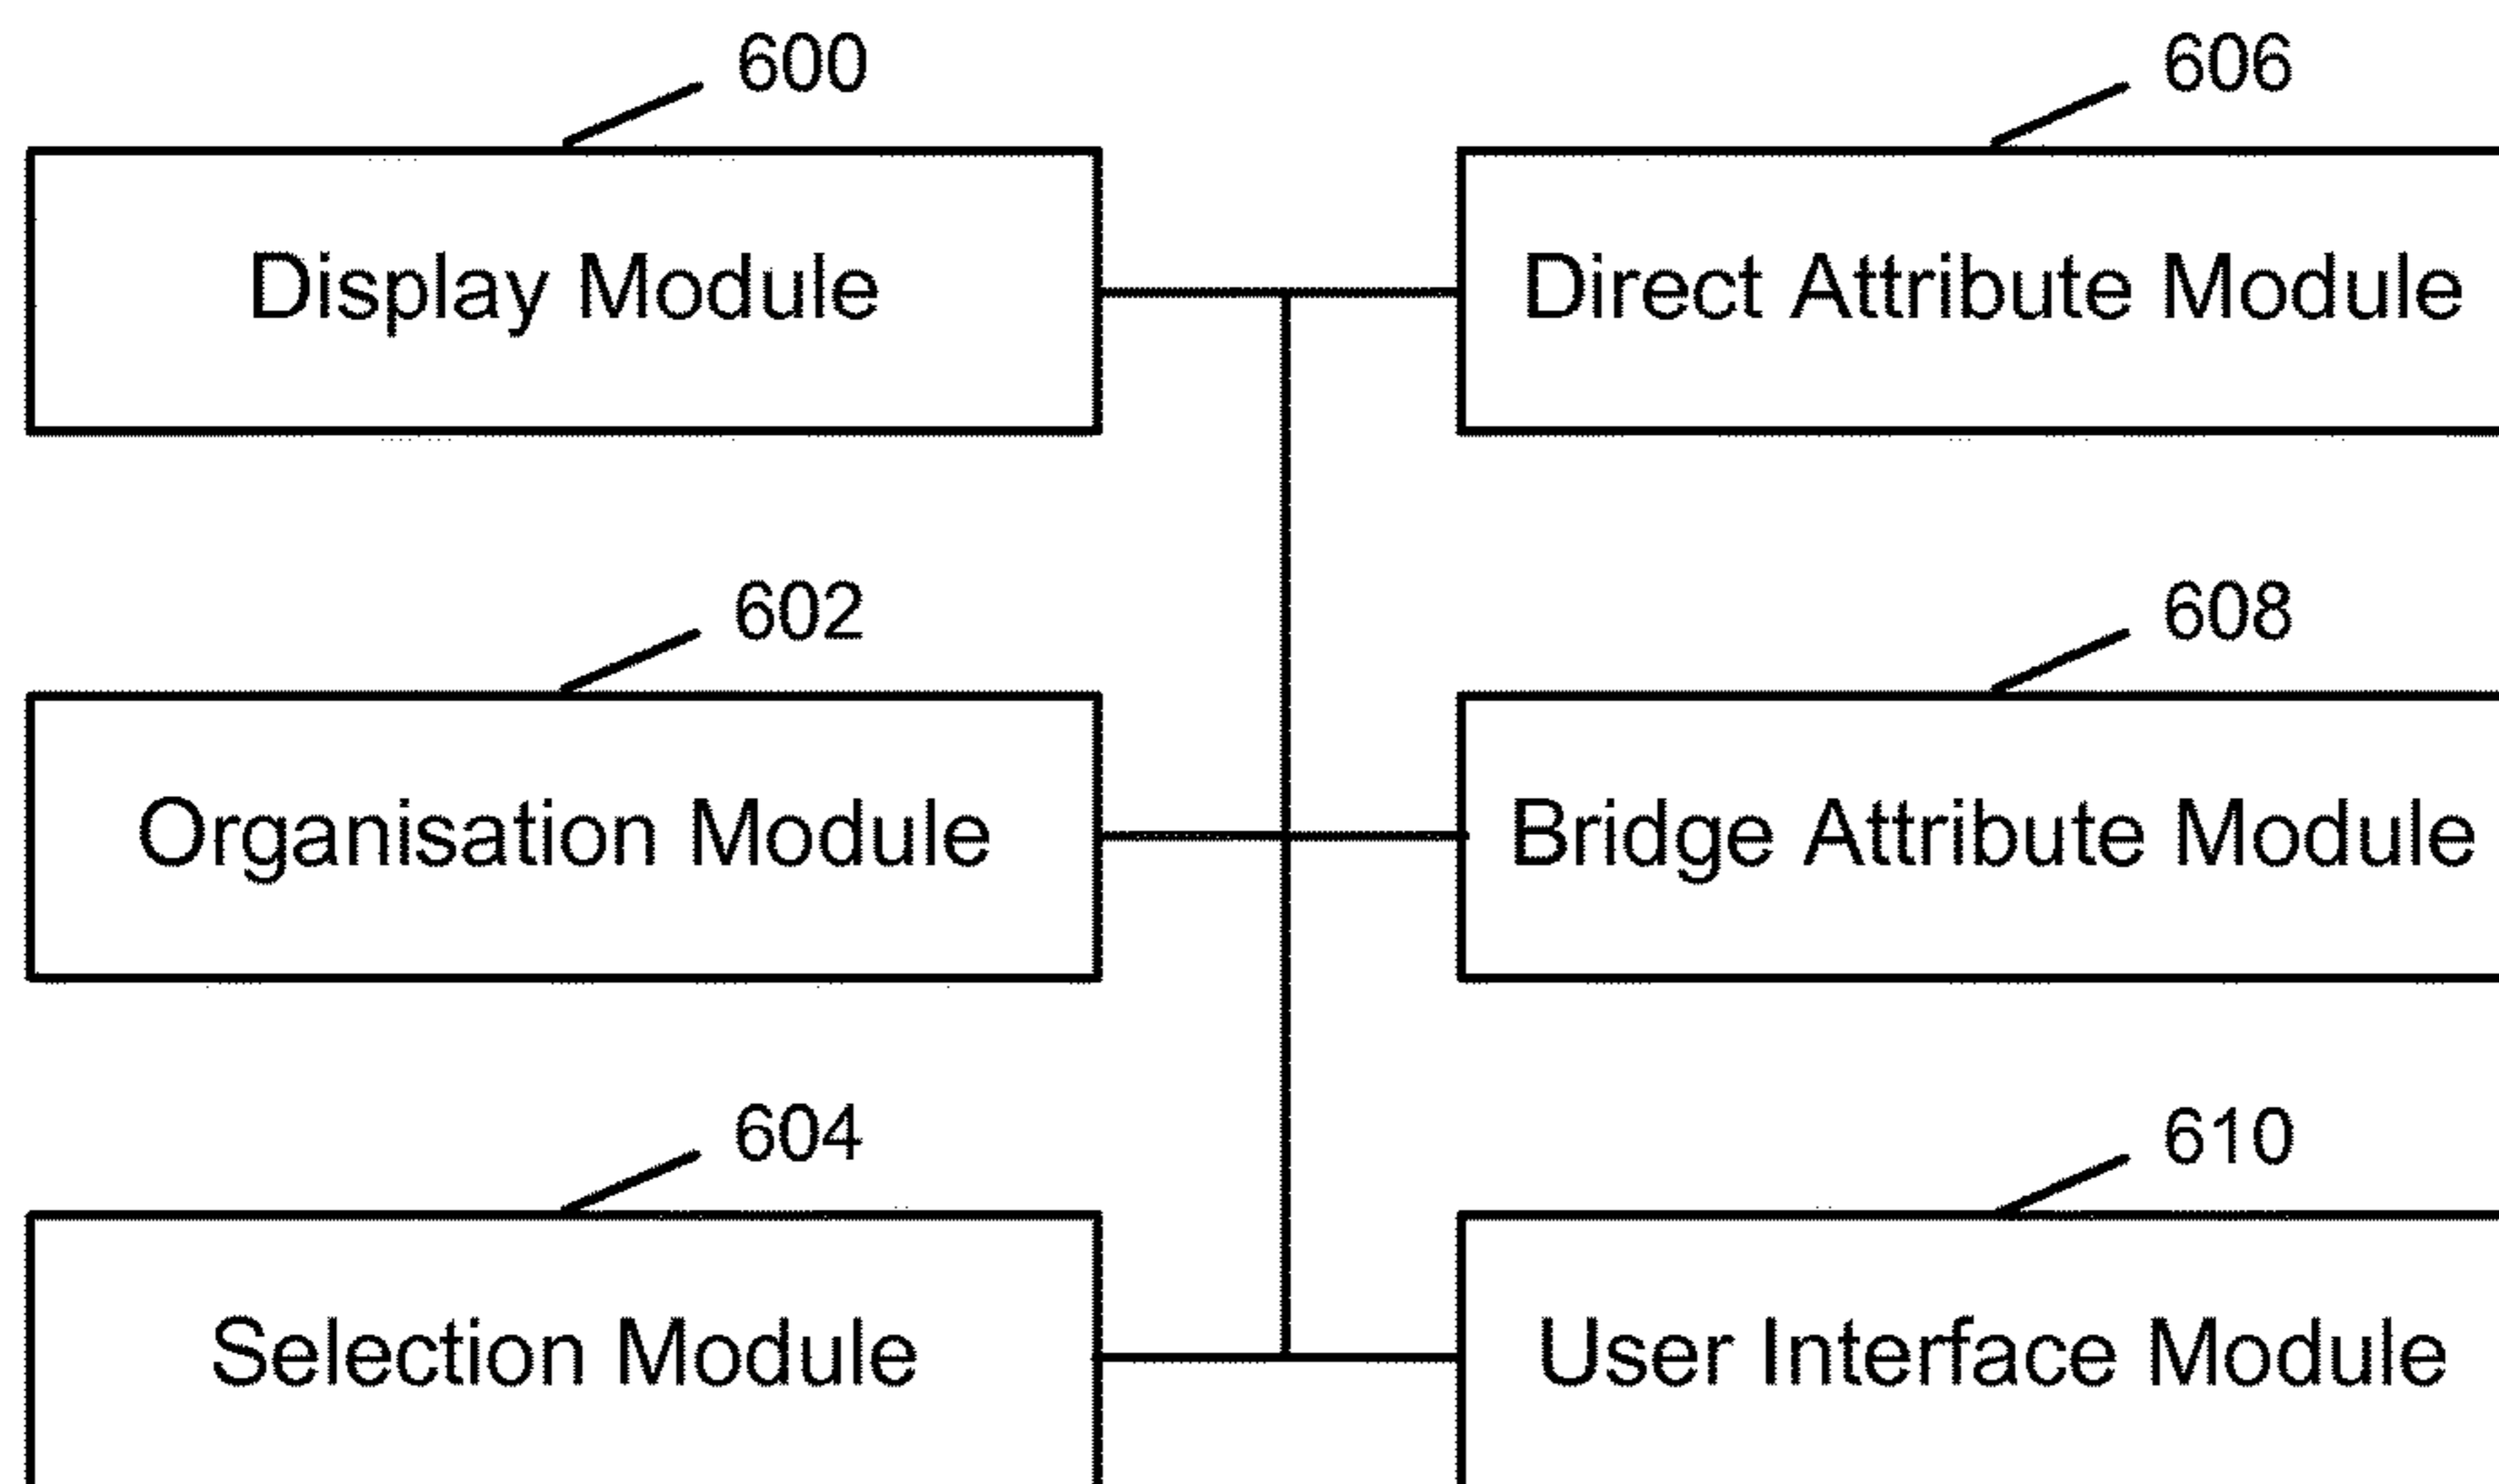 600
606
Display Module
Direct Attribute Module
602
608
Organisation Module
Bridge Attribute Module
604
610
Selection Module
User Interface Module